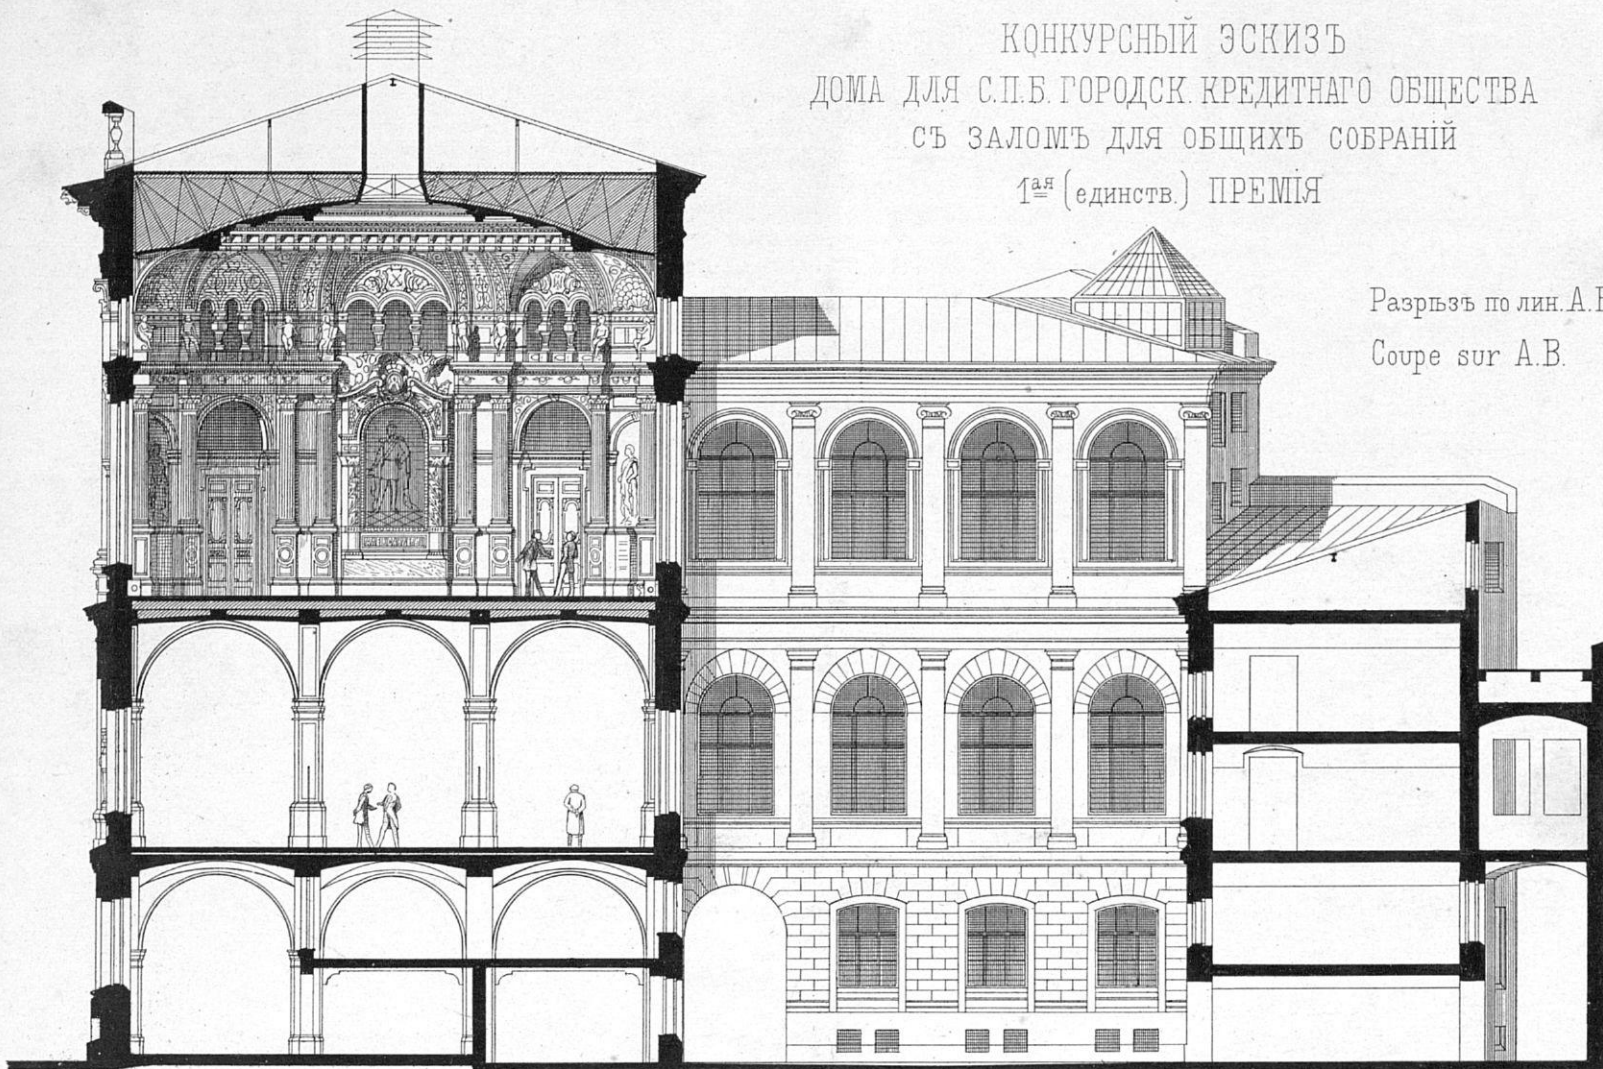 КОНКУРСНЫЙ ЭСКИЗЪ
ДОМА ДЛЯ С.П.Б. ГОРОДСК. КРЕДИТНАГО ОБЩЕСТВА
СЪ ЗАЛОМЪ ДЛЯ ОБЩИХЪ СОБРАНІЙ
1ая (единств.) ПРЕМІЯ
Разрѣзъ по лин. А.
Coupe sur A.B.